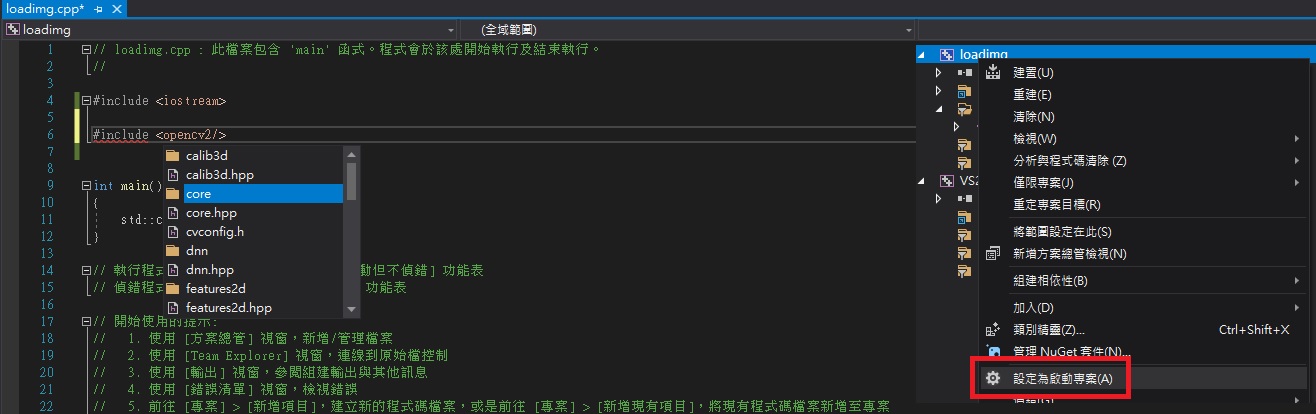 loadimg.cpp*
loadimg
(全域範圍)
1 // loadimg.cpp : 此檔案包含 'main' 函式。程式會於該處開始執行及結束執行。
2 //
3
4 #include <iostream>
5
6 #include <opencv2/>
7
8
9 int main()
10 {
11 std::c
12 }
13
14 // 執行程式 動但不偵錯] 功能表
15 // 偵錯程式 功能表
16
17 // 開始使用的提示:
18 // 1. 使用 [方案總管] 視窗，新增/管理檔案
19 // 2. 使用 [Team Explorer] 視窗，連線到原始檔控制
20 // 3. 使用 [輸出] 視窗，參閱組建輸出與其他訊息
21 // 4. 使用 [錯誤清單] 視窗，檢視錯誤
22 // 5. 前往 [專案] > [新增項目]，建立新的程式碼檔案，或是前往 [專案] > [新增現有項目]，將現有程式碼檔案新增至專案
calib3d
calib3d.hpp
core
core.hpp
cvconfig.h
dnn
dnn.hpp
features2d
features2d.hpp
loadimg
VS2
建置(U)
重建(E)
清除(N)
檢視(W)
分析與程式碼清除 (Z)
僅限專案(J)
重定專案目標(R)
將範圍設定在此(S)
新增方案總管檢視(N)
組建相依性(B)
加入(D)
類別精靈(Z)... Ctrl+Shift+X
管理 NuGet 套件(N)...
設定為啟動專案(A)